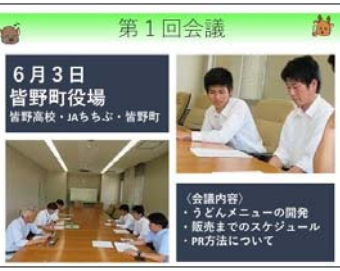 第１回会議
６月３日
皆野町役場
皆野高校・JAちちぶ・皆野町
〈会議内容〉
・うどんメニューの開発
・販売までのスケジュール
・PR方法について